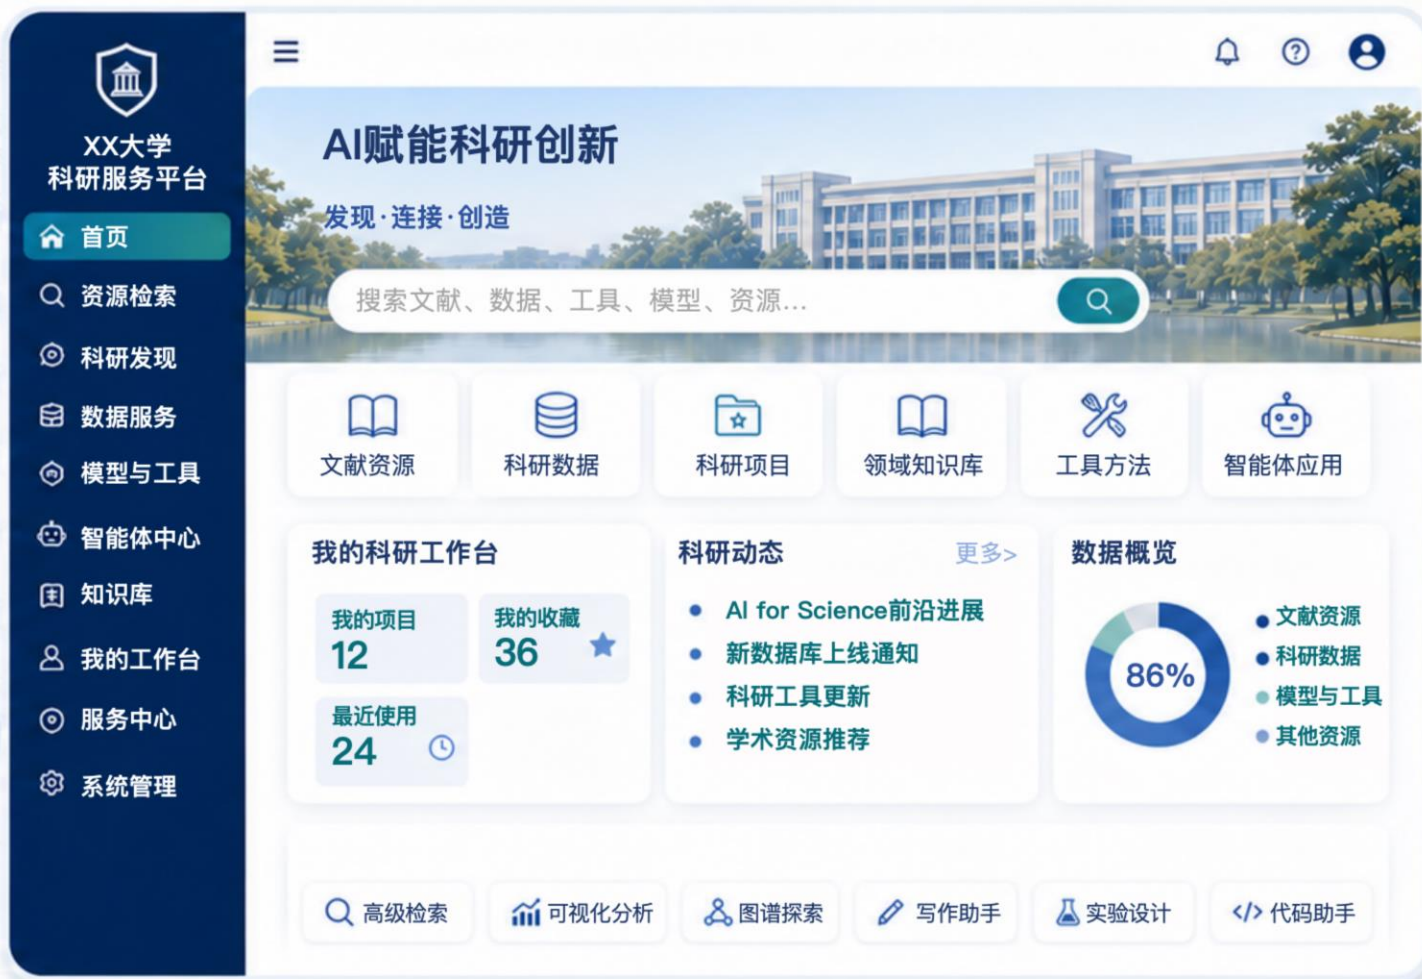 XX大学
科研服务平台
首页
资源检索
科研发现
数据服务
模型与工具
智能体中心
知识库
我的工作台
服务中心
系统管理
AI赋能科研创新
发现·连接·创造
搜索文献、数据、工具、模型、资源...
文献资源
科研数据
科研项目
领域知识库
工具方法
智能体应用
我的科研工作台
我的项目
12
我的收藏
36
最近使用
24
科研动态
更多>
AI for Science前沿进展
新数据库上线通知
科研工具更新
学术资源推荐
数据概览
86%
文献资源
科研数据
模型与工具
其他资源
高级检索
可视化分析
图谱探索
写作助手
实验设计
代码助手